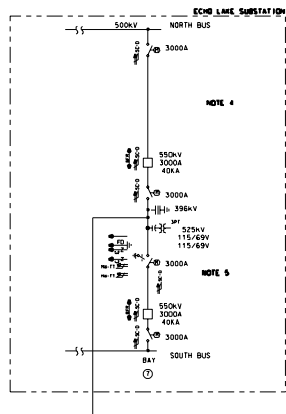 ECHO LAKE SUBSTATION
500kV
NORTH BUS
3000A
NOTE 4
550kV
3000A
40KA
3000A
396kV
3PT
525kV
115/69V
115/69V
FD
3000A
NOTE 5
550kV
3000A
40KA
3000A
SOUTH BUS
BAY
7